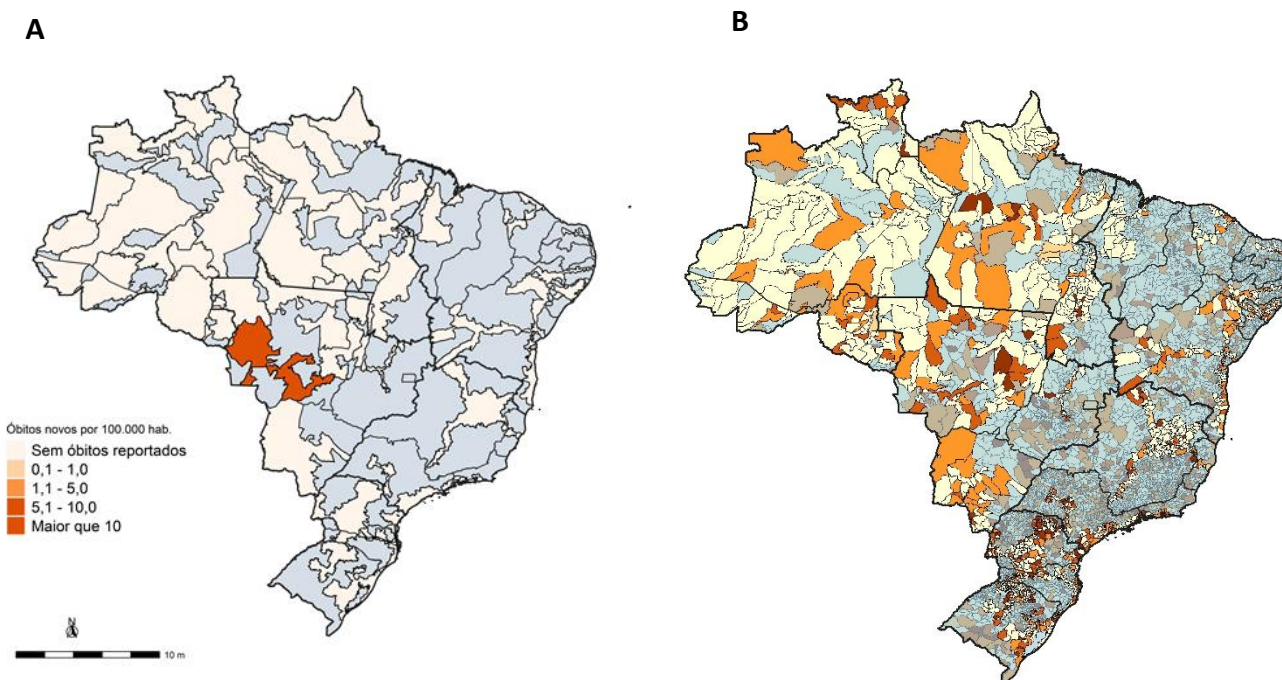 A
B
Óbitos novos por 100.000 hab.
Sem óbitos reportados
0,1 - 1,0
1,1 - 5,0
5,1 - 10,0
Maior que 10
N
10 m